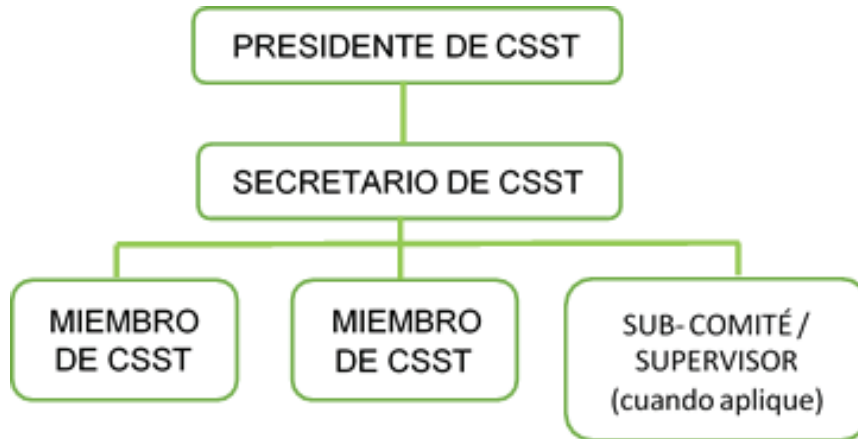 PRESIDENTE DE CSST
SECRETARIO DE CSST
MIEMBRO
DE CSST
MIEMBRO
DE CSST
SUB- COMITÉ /
SUPERVISOR
(cuando aplique)